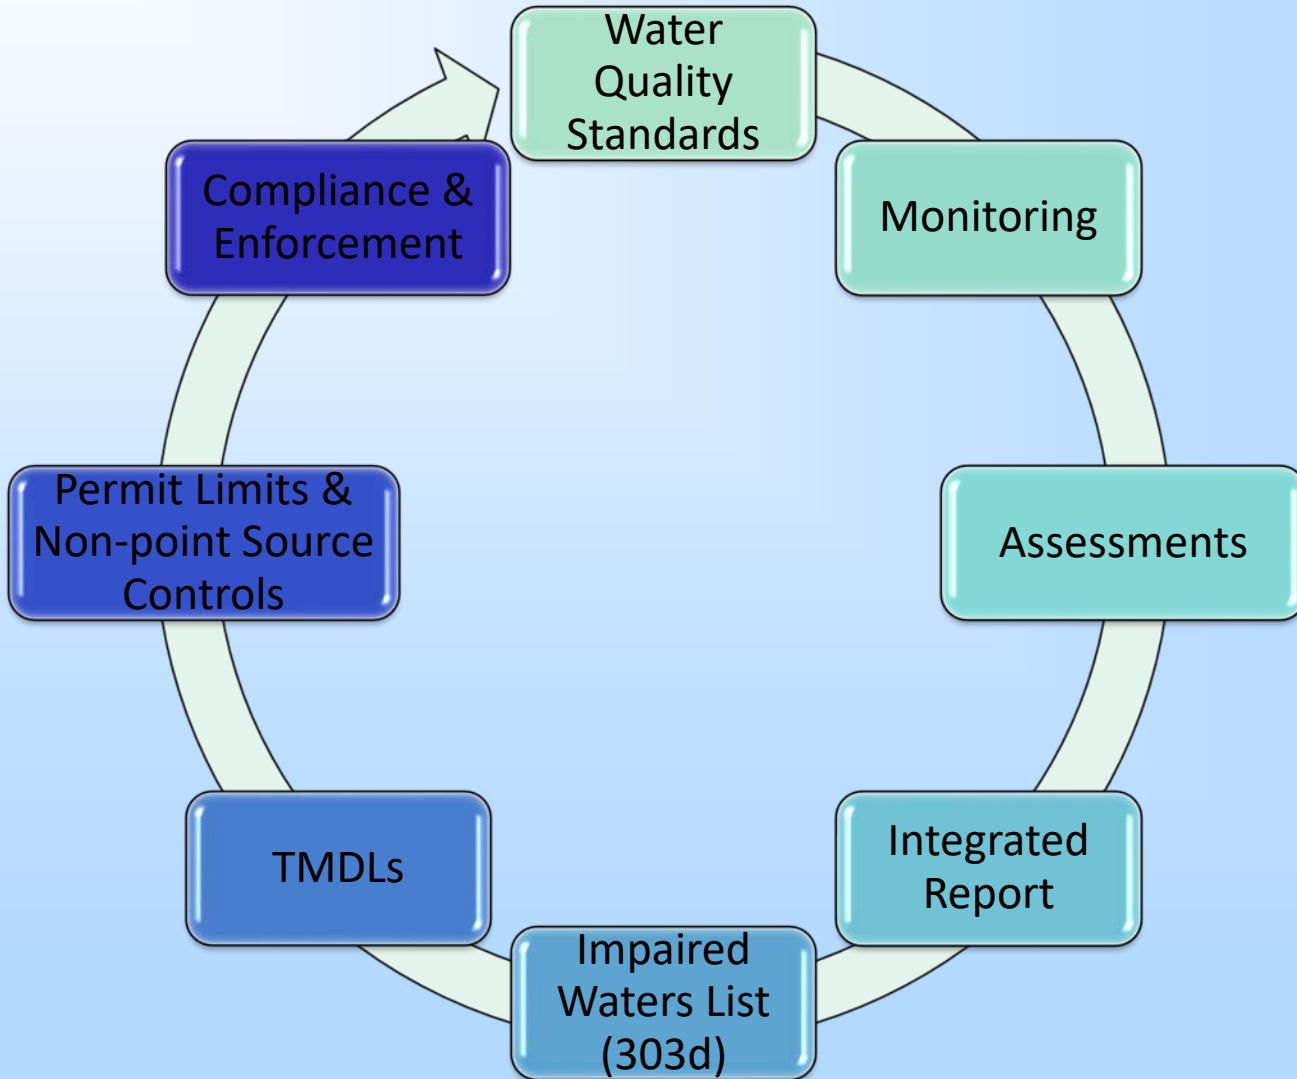 Water
Quality
Standards
Monitoring
Assessments
Integrated
Report
Impaired
Waters List
(303d)
TMDLs
Permit Limits &
Non-point Source
Controls
Compliance &
Enforcement